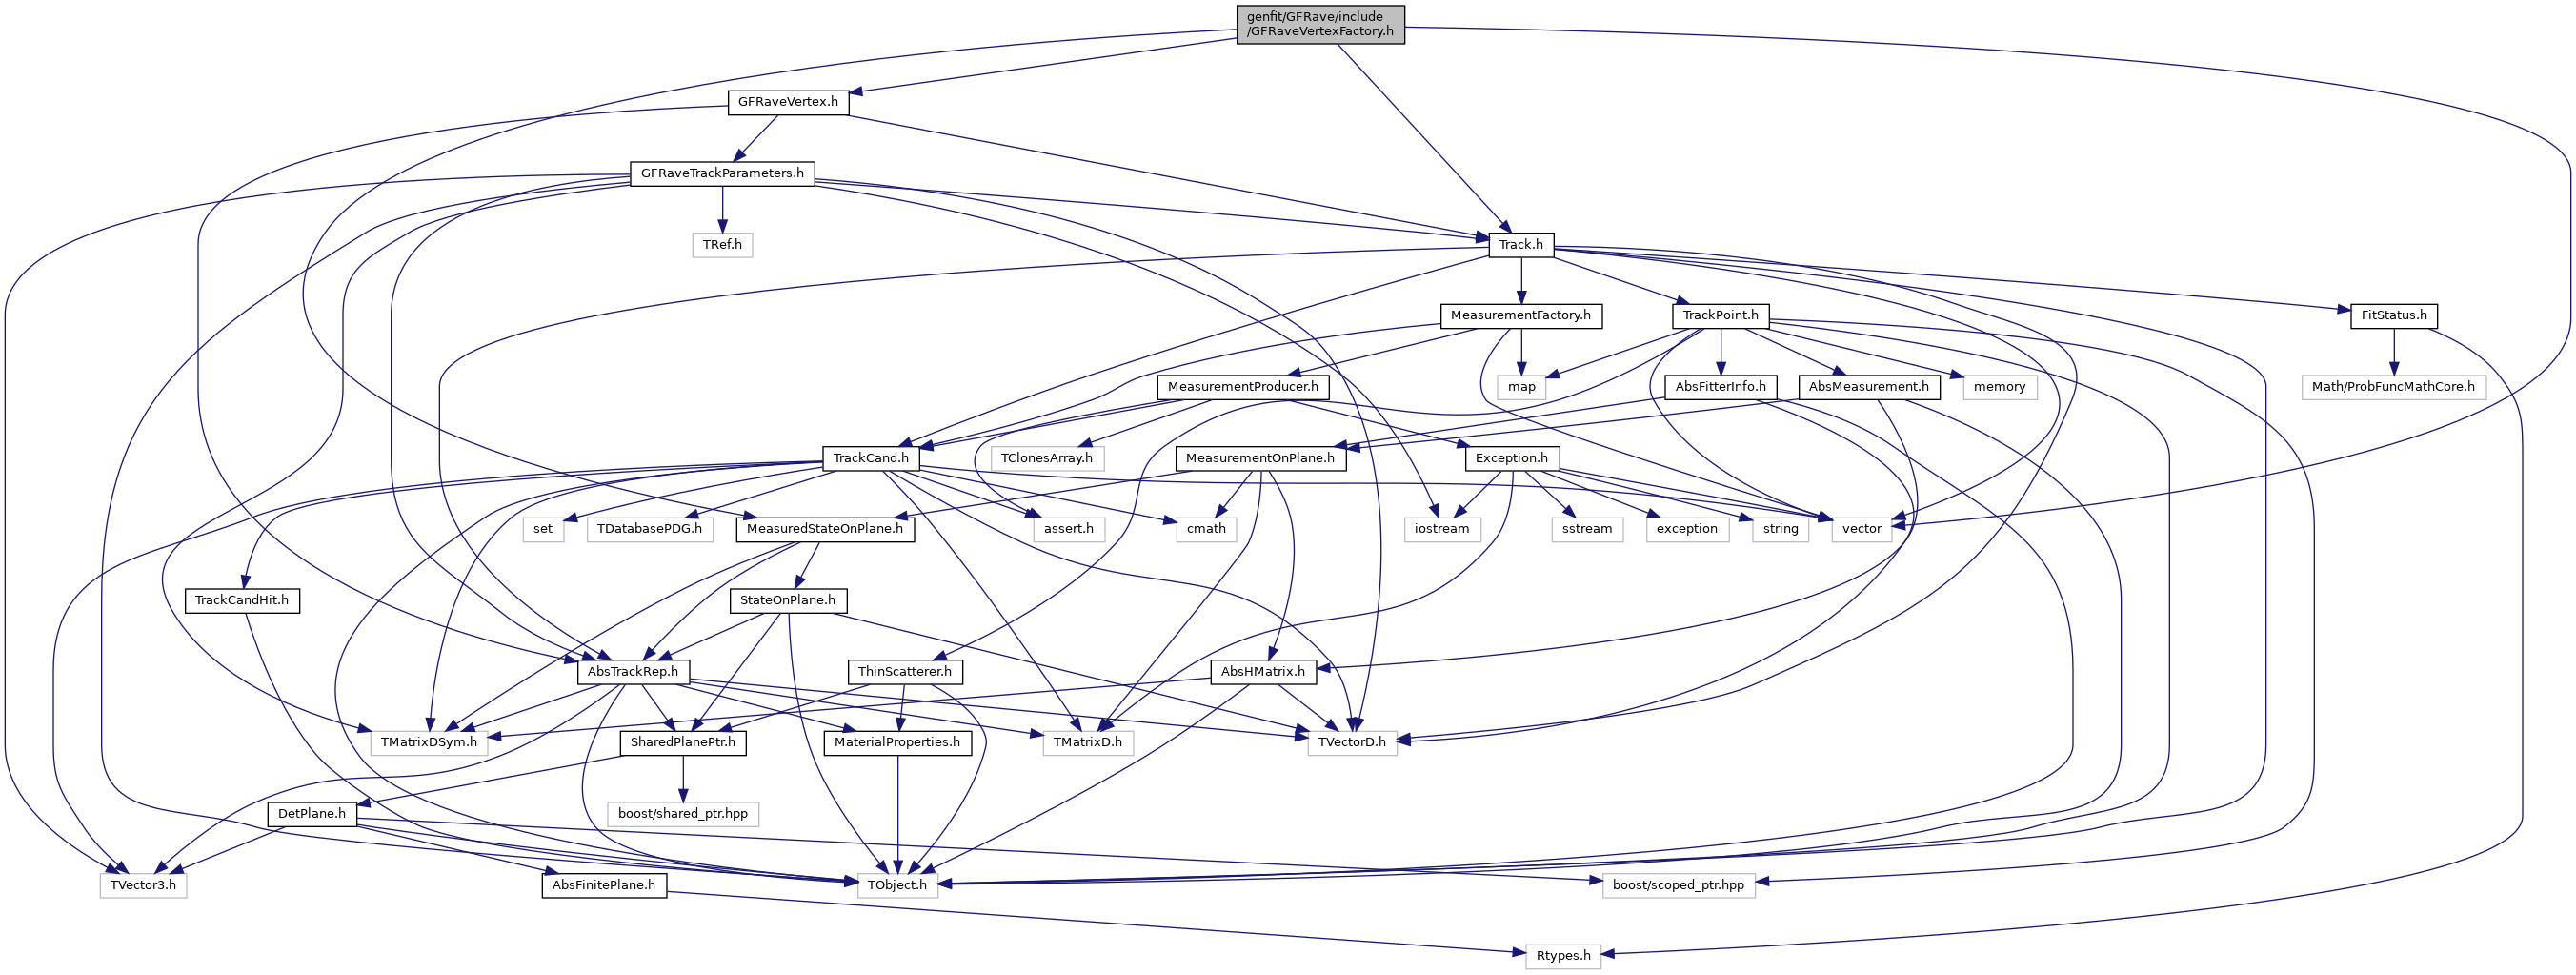 genfit/GFRave/include
/GFRaveVertexFactory.h
GFRaveVertex.h
GFRaveTrackParameters.h
TRef.h
Track.h
MeasurementFactory.h
TrackPoint.h
FitStatus.h
MeasurementProducer.h
map
AbsFitterInfo.h
AbsMeasurement.h
memory
Math/ProbFuncMathCore.h
TrackCand.h
TClonesArray.h
MeasurementOnPlane.h
Exception.h
set
TDatabasePDG.h
MeasuredStateOnPlane.h
assert.h
cmath
iostream
sstream
exception
string
vector
TrackCandHit.h
StateOnPlane.h
AbsTrackRep.h
ThinScatterer.h
AbsHMatrix.h
TMatrixDSym.h
SharedPlanePtr.h
MaterialProperties.h
TMatrixD.h
TVectorD.h
DetPlane.h
boost/shared_ptr.hpp
TVector3.h
AbsFinitePlane.h
TObject.h
boost/scoped_ptr.hpp
Rtypes.h